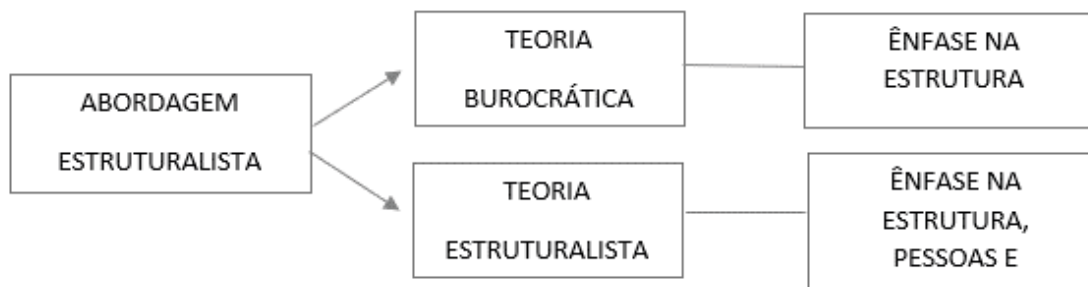 ABORDAGEM
ESTRUTURALISTA
TEORIA
BUROCRÁTICA
ÊNFASE NA
ESTRUTURA
TEORIA
ESTRUTURALISTA
ÊNFASE NA
ESTRUTURA,
PESSOAS E